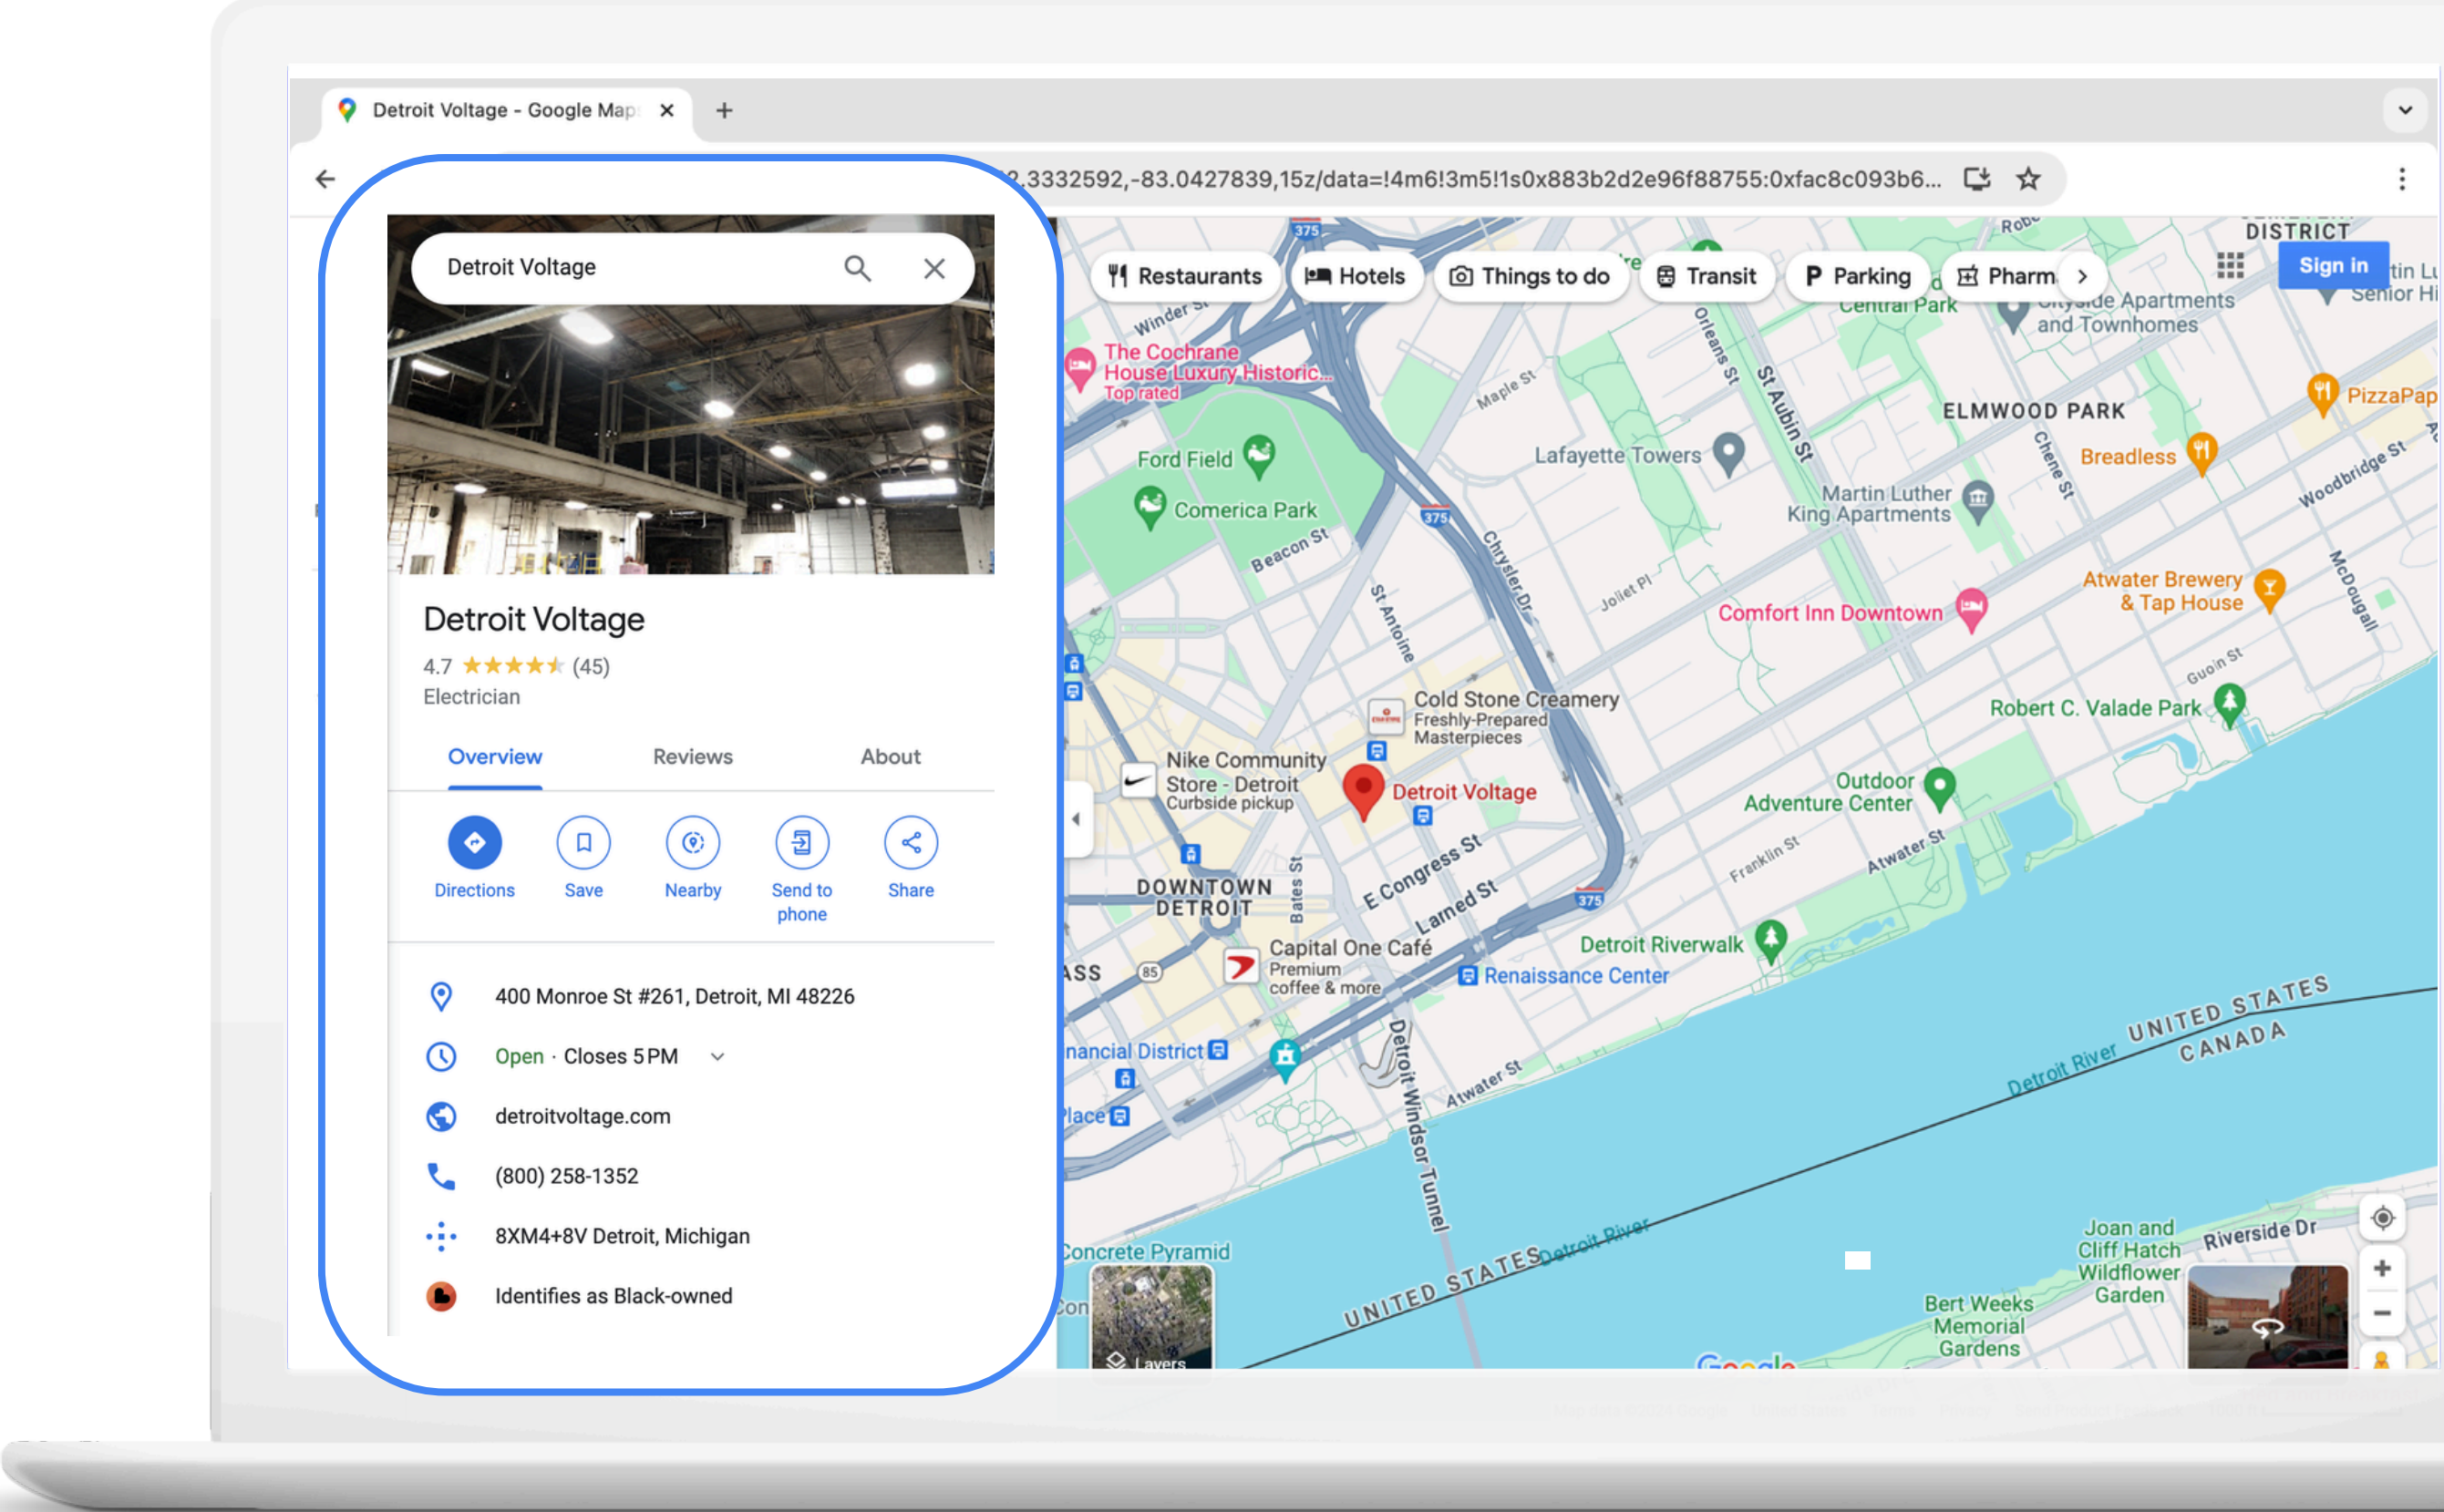 Detroit Voltage - Google Map
2.3332592,-83.0427839,15z/data=!4m6!3m5!1s0x883b2d2e96f88755:0xfac8c093b6...
Detroit Voltage
Detroit Voltage
4.7 (45)
Electrician
Overview
Reviews
About
Directions
Save
Nearby
Send to
phone
Share
400 Monroe St #261, Detroit, MI 48226
Open · Closes 5 PM
detroitvoltage.com
(800) 258-1352
8XM4+8V Detroit, Michigan
Identifies as Black-owned
Restaurants
Hotels
Things to do
Transit
P Parking
Pharm
Sign in
375
DISTRICT
Central Park
and Townhomes
Winder St
The Cochrane
House Luxury Historic...
Top rated
Maple St
Orleans St
St Aubin St
ELMWOOD PARK
PizzaPap
Ford Field
Comerica Park
Lafayette Towers
Chene St
Breadless
Woodbridge St
Martin Luther
King Apartments
375
Beacon St
Chrysler Dr
St Antoine
Joliet Pl
Comfort Inn Downtown
Atwater Brewery
& Tap House
McDougall
Guoin St
Robert C. Valade Park
Cold Stone Creamery
Freshly-Prepared
Masterpieces
Nike Community
Store - Detroit
Curbside pickup
Detroit Voltage
Outdoor
Adventure Center
DOWNTOWN
DETROIT
Bates St
E Congress St
Larned St
375
Franklin St
Atwater St
Capital One Café
Premium
coffee & more
Detroit Riverwalk
Renaissance Center
ASS
85
nancial District
Place
Detroit Windsor Tunnel
Atwater St
UNITED STATES
CANADA
Detroit River
Concrete Pyramid
Con
Layers
UNITED STATES
Detroit River
Joan and
Cliff Hatch
Wildflower
Garden
Riverside Dr
Bert Weeks
Memorial
Gardens
Google